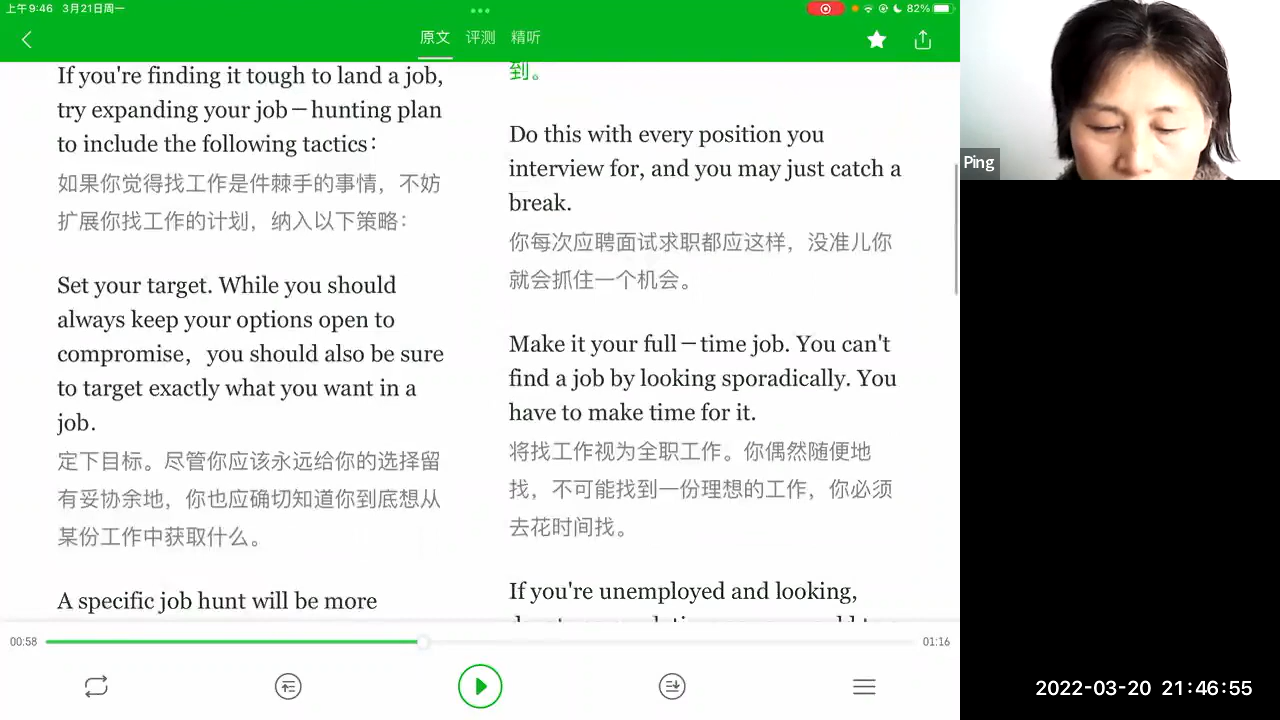 上午9:46 3月21日周一
82%
原文 评测 精听
If you're finding it tough to land a job,
try expanding your job-hunting plan
to include the following tactics:
如果你觉得找工作是件棘手的事情，不妨
扩展你找工作的计划，纳入以下策略：
Set your target. While you should
always keep your options open to
compromise, you should also be sure
to target exactly what you want in a
job.
定下目标。尽管你应该永远给你的选择留
有妥协余地，你也应确切知道你到底想从
某份工作中获取什么。
A specific job hunt will be more
到。
Do this with every position you
interview for, and you may just catch a
break.
你每次应聘面试求职都应这样，没准儿你
就会抓住一个机会。
Make it your full-time job. You can't
find a job by looking sporadically. You
have to make time for it.
将找工作视为全职工作。你偶然随便地
找，不可能找到一份理想的工作，你必须
去花时间找。
If you're unemployed and looking,
00:58
01:16
Ping
2022-03-20 21:46:55